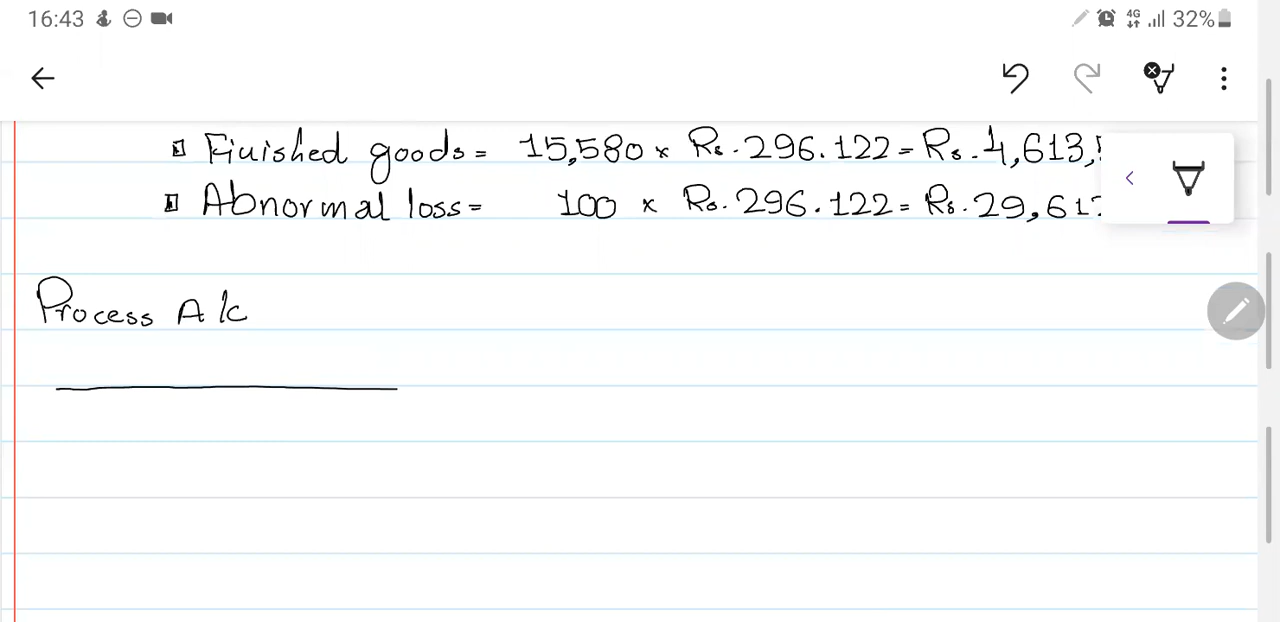 16:43 4G 32%
Finished goods = 15,580 x Rs. 296.122 = Rs. 4,613,
Abnormal loss = 100 x Rs. 296.122 = Rs. 29,61
Process A/c